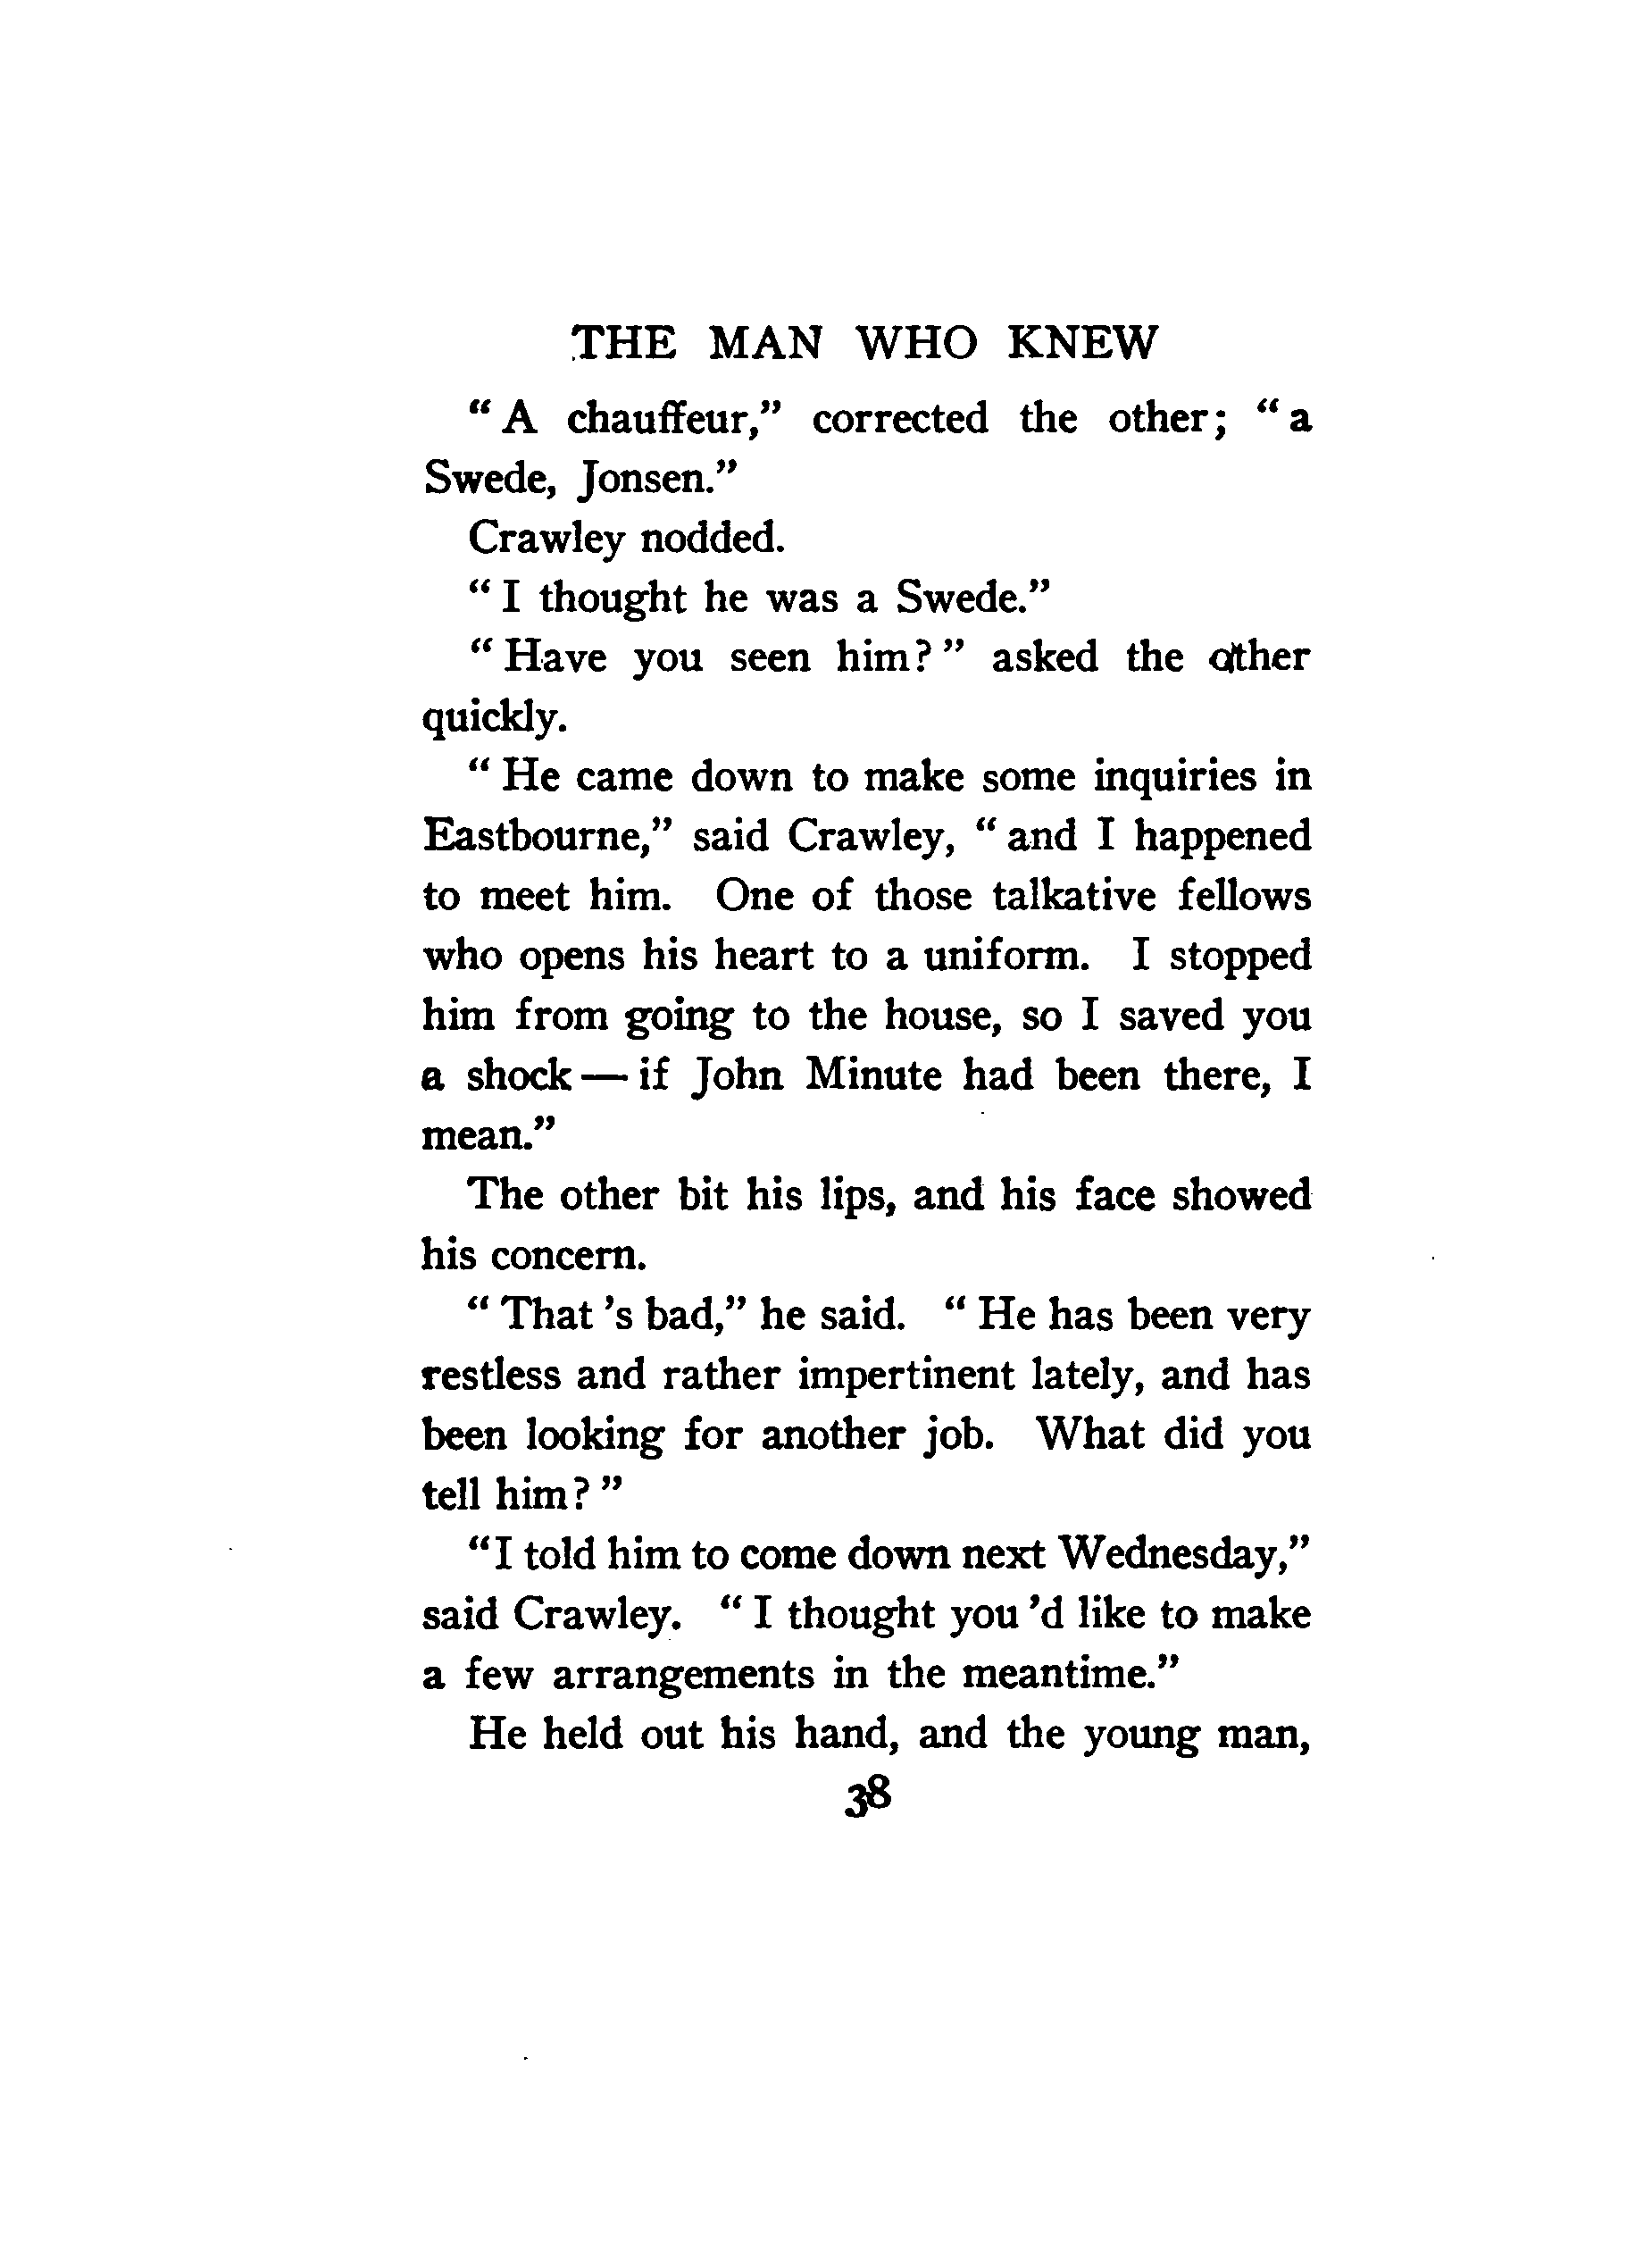 THE MAN WHO KNEW
“ A chauffeur,” corrected the other; “ a
Swede, Jonsen.”
Crawley nodded.
“ I thought he was a Swede.”
“ Have you seen him? ” asked the other
quickly.
“ He came down to make some inquiries in
Eastbourne,” said Crawley, “ and I happened
to meet him. One of those talkative fellows
who opens his heart to a uniform. I stopped
him from going to the house, so I saved you
a shock — if John Minute had been there, I
mean.”
The other bit his lips, and his face showed
his concern.
“ That ’s bad,” he said. “ He has been very
restless and rather impertinent lately, and has
been looking for another job. What did you
tell him? ”
“I told him to come down next Wednesday,”
said Crawley. “ I thought you ’d like to make
a few arrangements in the meantime.”
He held out his hand, and the young man,
38